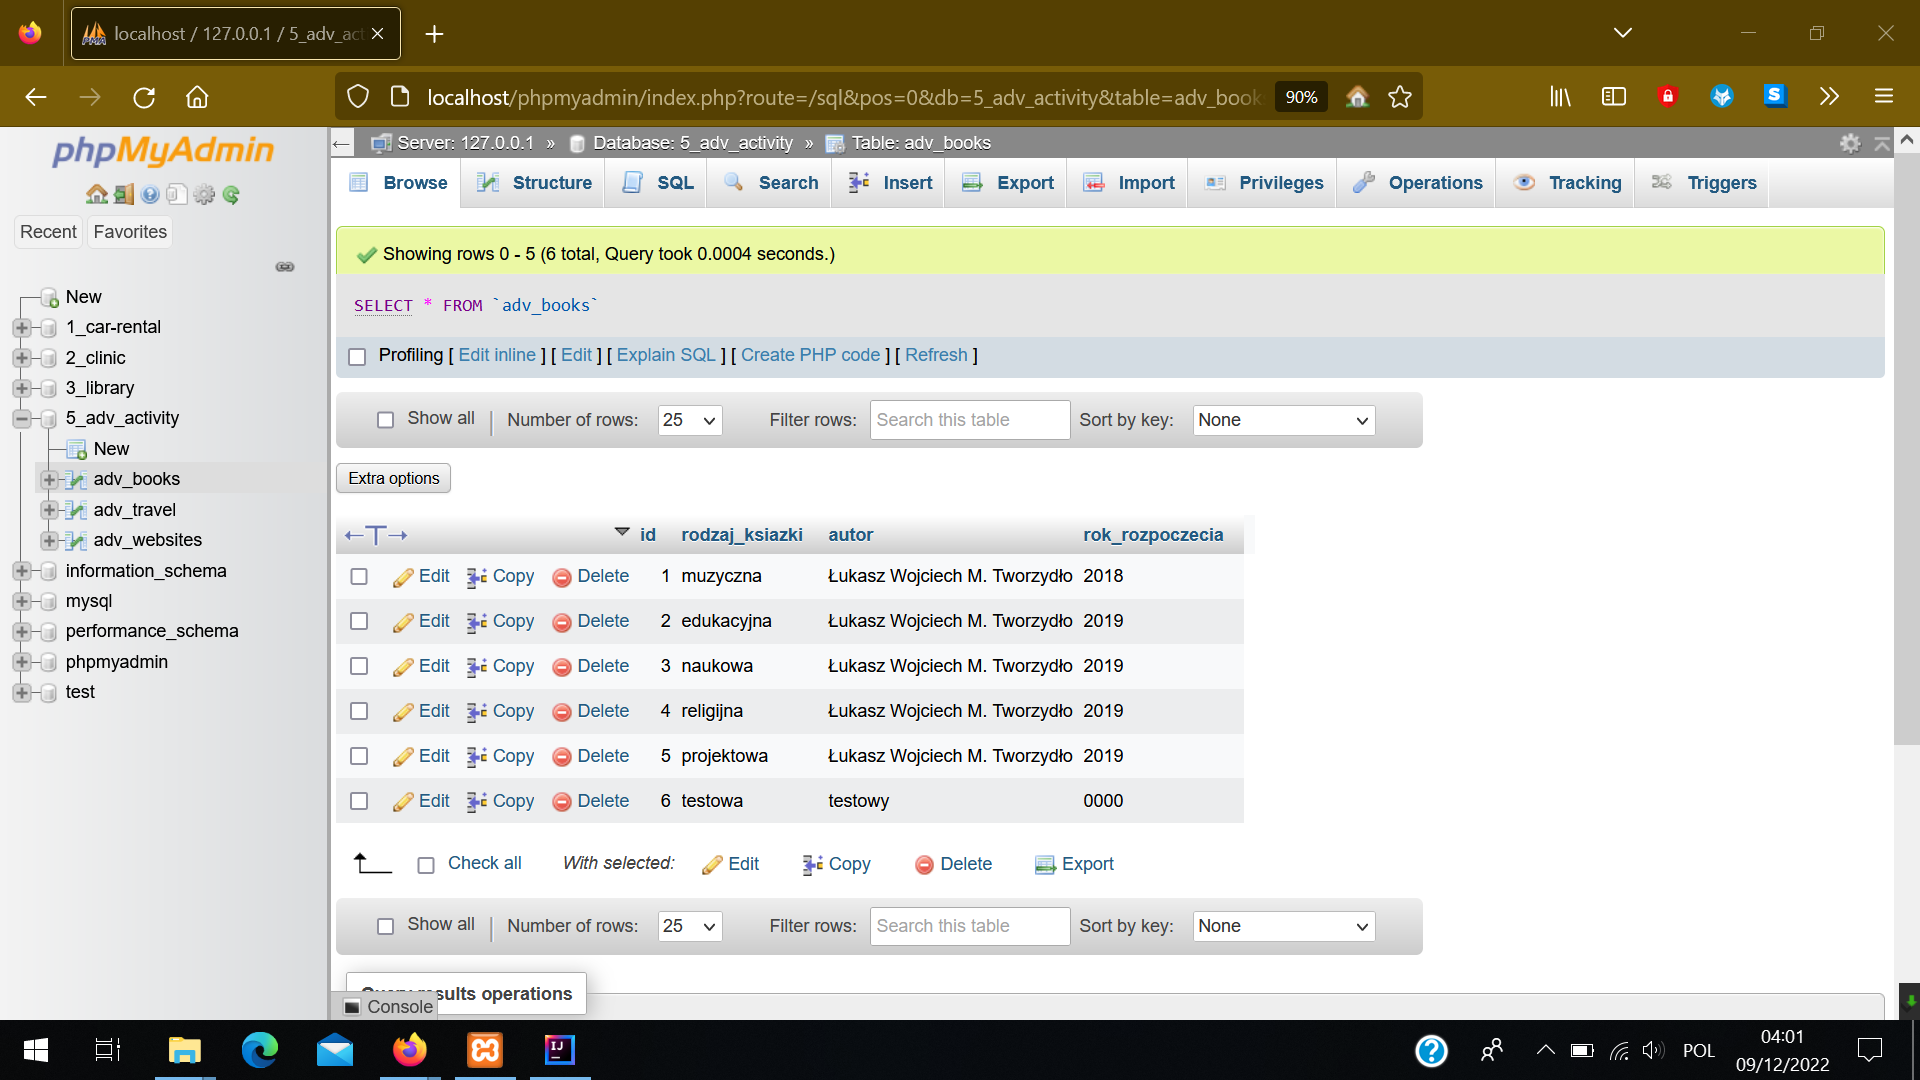 localhost / 127.0.0.1 / 5_adv_act
localhost/phpmyadmin/index.php?route=/sql&pos=0&db=5_adv_activity&table=adv_book 90%
phpMyAdmin
Recent Favorites
New
1_car-rental
2_clinic
3_library
5_adv_activity
New
adv_books
adv_travel
adv_websites
information_schema
mysql
performance_schema
phpmyadmin
test
Server: 127.0.0.1 » Database: 5_adv_activity » Table: adv_books
Browse Structure SQL Search Insert Export Import Privileges Operations Tracking Triggers
Showing rows 0 - 5 (6 total, Query took 0.0004 seconds.)
SELECT * FROM `adv_books`
Profiling [ Edit inline ] [ Edit ] [ Explain SQL ] [ Create PHP code ] [ Refresh ]
Show all | Number of rows: 25 Filter rows: Search this table Sort by key: None
Extra options
←T→ id rodzaj_ksiazki autor rok_rozpoczecia
Edit Copy Delete 1 muzyczna Łukasz Wojciech M. Tworzydło 2018
Edit Copy Delete 2 edukacyjna Łukasz Wojciech M. Tworzydło 2019
Edit Copy Delete 3 naukowa Łukasz Wojciech M. Tworzydło 2019
Edit Copy Delete 4 religijna Łukasz Wojciech M. Tworzydło 2019
Edit Copy Delete 5 projektowa Łukasz Wojciech M. Tworzydło 2019
Edit Copy Delete 6 testowa testowy 0000
Check all With selected: Edit Copy Delete Export
Show all | Number of rows: 25 Filter rows: Search this table Sort by key: None
operations
Console
POL 04:01
09/12/2022